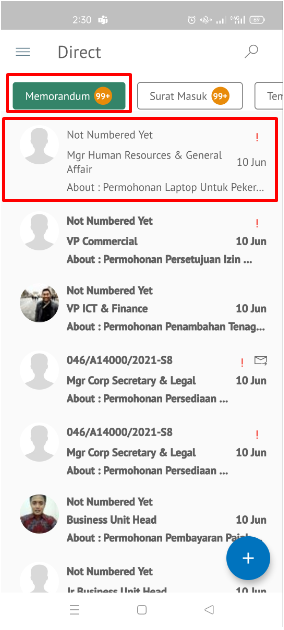 2:30
Direct
Memorandum 99+
Surat Masuk 99+
Tem
Not Numbered Yet
Mgr Human Resources & General
Affair
10 Jun
About : Permohonan Laptop Untuk Peker...
Not Numbered Yet
VP Commercial 10 Jun
About : Permohonan Persetujuan Izin ...
Not Numbered Yet
VP ICT & Finance 10 Jun
About : Permohonan Penambahan Tenag...
046/A14000/2021-S8
Mgr Corp Secretary & Legal 10 Jun
About : Permohonan Persediaan ...
046/A14000/2021-S8
Mgr Corp Secretary & Legal 10 Jun
About : Permohonan Persediaan ...
Not Numbered Yet
Business Unit Head 10 Jun
About : Permohonan Pembayaran Paja
Not Numbered Yet
Jr Business Unit Head 10 Jun